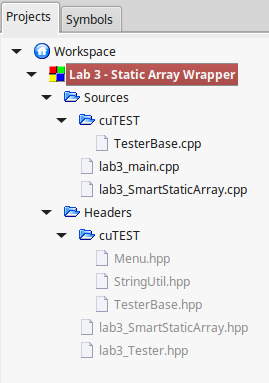 Projects
Symbols
Workspace
Lab 3 - Static Array Wrapper
Sources
cuTEST
TesterBase.cpp
lab3_main.cpp
lab3_SmartStaticArray.cpp
Headers
cuTEST
Menu.hpp
StringUtil.hpp
TesterBase.hpp
lab3_SmartStaticArray.hpp
lab3_Tester.hpp